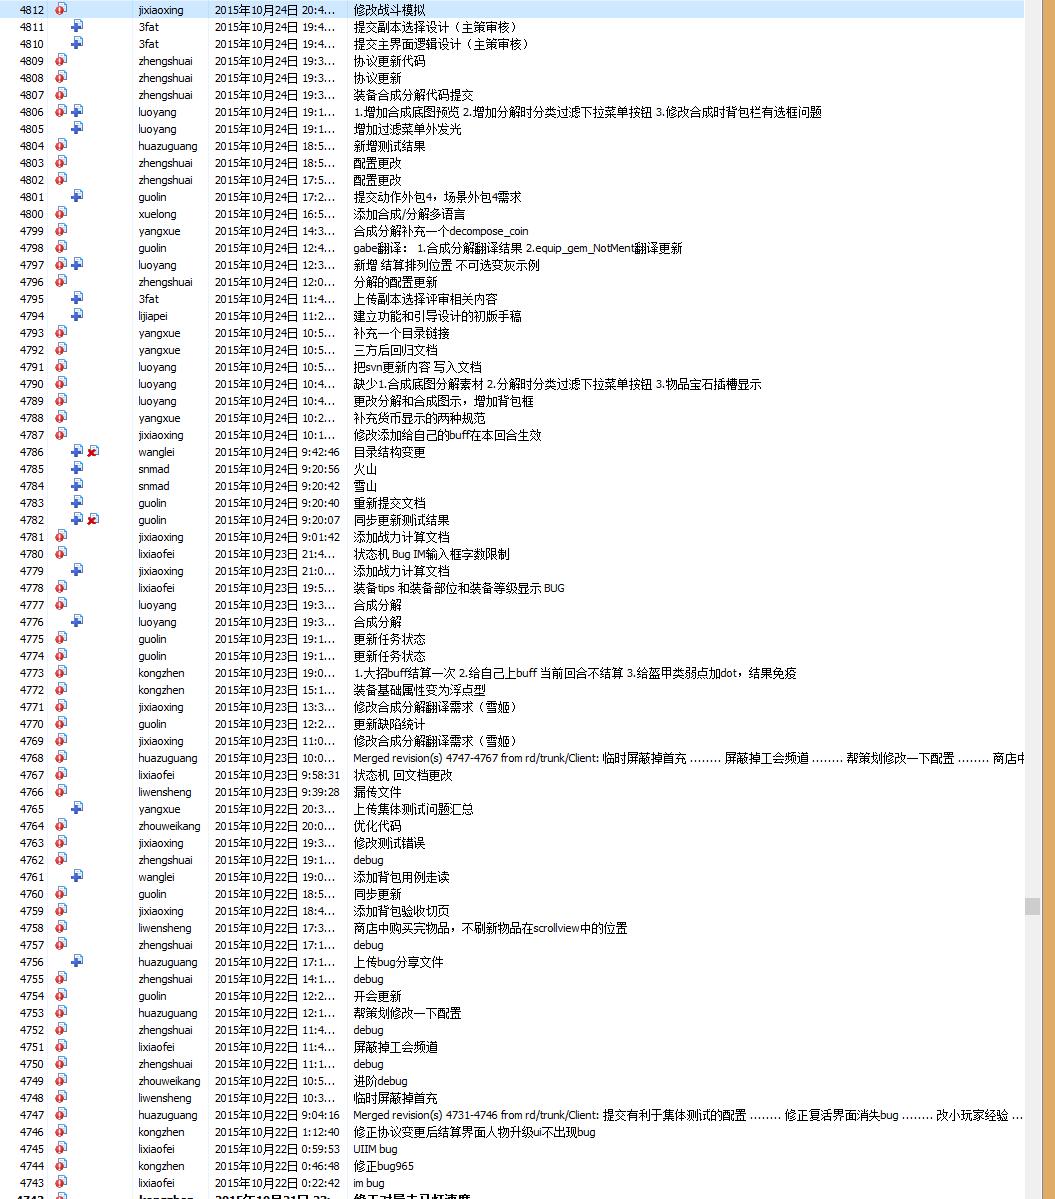 4812 jixiaoxing 2015年10月24日 20:4... 修改战斗模拟
4811 3fat 2015年10月24日 19:4... 提交副本选择设计（主策审核）
4810 3fat 2015年10月24日 19:4... 提交主界面逻辑设计（主策审核）
4809 zhengshuai 2015年10月24日 19:3... 协议更新代码
4808 zhengshuai 2015年10月24日 19:3... 协议更新
4807 zhengshuai 2015年10月24日 19:3... 装备合成分解代码提交
4806 luoyang 2015年10月24日 19:1... 1.增加合成底图预览 2.增加分解时分类过滤下拉菜单按钮 3.修改合成时背包栏有选框问题
4805 luoyang 2015年10月24日 19:1... 增加过滤菜单外发光
4804 huazuguang 2015年10月24日 18:5... 新增测试结果
4803 zhengshuai 2015年10月24日 18:5... 配置更改
4802 zhengshuai 2015年10月24日 17:5... 配置更改
4801 guolin 2015年10月24日 17:2... 提交动作外包4，场景外包4需求
4800 xuelong 2015年10月24日 16:5... 添加合成/分解多语言
4799 yangxue 2015年10月24日 14:3... 合成分解补充一个decompose_coin
4798 guolin 2015年10月24日 12:4... gabe翻译： 1.合成分解翻译结果 2.equip_gem_NotMent翻译更新
4797 luoyang 2015年10月24日 12:3... 新增 结算排列位置 不可选变灰示例
4796 zhengshuai 2015年10月24日 12:0... 分解的配置更新
4795 3fat 2015年10月24日 11:4... 上传副本选择评审相关内容
4794 lijiapei 2015年10月24日 11:2... 建立功能和引导设计的初版手稿
4793 yangxue 2015年10月24日 10:5... 补充一个目录链接
4792 yangxue 2015年10月24日 10:5... 三方后回归文档
4791 luoyang 2015年10月24日 10:5... 把svn更新内容 写入文档
4790 luoyang 2015年10月24日 10:4... 缺少1.合成底图分解素材 2.分解时分类过滤下拉菜单按钮 3.物品宝石插槽显示
4789 luoyang 2015年10月24日 10:4... 更改分解和合成图示，增加背包框
4788 yangxue 2015年10月24日 10:2... 补充货币显示的两种规范
4787 jixiaoxing 2015年10月24日 10:1... 修改添加给自己的buff在本回合生效
4786 wanglei 2015年10月24日 9:42:46 目录结构变更
4785 snmad 2015年10月24日 9:20:56 火山
4784 snmad 2015年10月24日 9:20:42 雪山
4783 guolin 2015年10月24日 9:20:40 重新提交文档
4782 guolin 2015年10月24日 9:20:07 同步更新测试结果
4781 jixiaoxing 2015年10月24日 9:01:42 添加战力计算文档
4780 lixiaofei 2015年10月23日 21:4... 状态机 Bug IM输入框字数限制
4779 jixiaoxing 2015年10月23日 21:0... 添加战力计算文档
4778 lixiaofei 2015年10月23日 19:5... 装备tips 和装备部位和装备等级显示 BUG
4777 luoyang 2015年10月23日 19:3... 合成分解
4776 luoyang 2015年10月23日 19:3... 合成分解
4775 guolin 2015年10月23日 19:1... 更新任务状态
4774 guolin 2015年10月23日 19:1... 更新任务状态
4773 kongzhen 2015年10月23日 19:0... 1.大招buff结算一次 2.给自己上buff 当前回合不结算 3.给盔甲类弱点加dot，结果免疫
4772 kongzhen 2015年10月23日 15:1... 装备基础属性变为浮点型
4771 jixiaoxing 2015年10月23日 13:3... 修改合成分解翻译需求（雪姬）
4770 guolin 2015年10月23日 12:2... 更新缺陷统计
4769 jixiaoxing 2015年10月23日 11:0... 修改合成分解翻译需求（雪姬）
4768 huazuguang 2015年10月23日 10:0... Merged revision(s) 4747-4767 from rd/trunk/Client: 临时屏蔽掉首充 ........ 屏蔽掉工会频道 ........ 帮策划修改一下配置 ........ 商店中
4767 lixiaofei 2015年10月23日 9:58:31 状态机 回文档更改
4766 liwensheng 2015年10月23日 9:39:28 漏传文件
4765 yangxue 2015年10月22日 20:3... 上传集体测试问题汇总
4764 zhouweikang 2015年10月22日 20:0... 优化代码
4763 jixiaoxing 2015年10月22日 19:3... 修改测试错误
4762 zhengshuai 2015年10月22日 19:1... debug
4761 wanglei 2015年10月22日 19:0... 添加背包用例走读
4760 guolin 2015年10月22日 18:5... 同步更新
4759 jixiaoxing 2015年10月22日 18:4... 添加背包验收切页
4758 liwensheng 2015年10月22日 17:3... 商店中购买完物品，不刷新物品在scrollview中的位置
4757 zhengshuai 2015年10月22日 17:1... debug
4756 huazuguang 2015年10月22日 17:1... 上传bug分享文件
4755 zhengshuai 2015年10月22日 14:1... debug
4754 guolin 2015年10月22日 12:2... 开会更新
4753 huazuguang 2015年10月22日 12:1... 帮策划修改一下配置
4752 zhengshuai 2015年10月22日 11:4... debug
4751 lixiaofei 2015年10月22日 11:4... 屏蔽掉工会频道
4750 zhengshuai 2015年10月22日 11:1... debug
4749 zhouweikang 2015年10月22日 10:5... 进阶debug
4748 liwensheng 2015年10月22日 10:3... 临时屏蔽掉首充
4747 huazuguang 2015年10月22日 9:04:16 Merged revision(s) 4731-4746 from rd/trunk/Client: 提交有利于集体测试的配置 ........ 修正复活界面消失bug ........ 改小玩家经验 ...
4746 kongzhen 2015年10月22日 1:12:40 修正协议变更后结算界面人物升级ui不出现bug
4745 lixiaofei 2015年10月22日 0:59:53 UIIM bug
4744 kongzhen 2015年10月22日 0:46:48 修正bug965
4743 lixiaofei 2015年10月22日 0:22:42 im bug